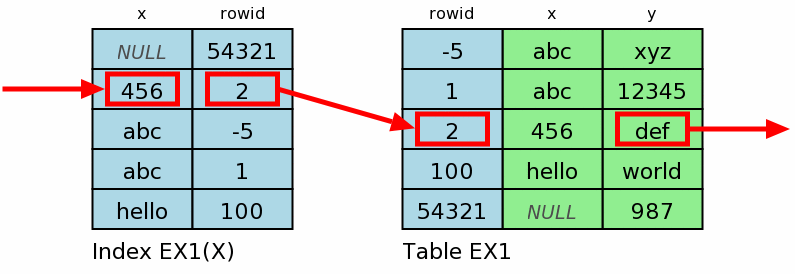 x rowid
NULL 54321
456 2
abc -5
abc 1
hello 100
Index EX1(X)
rowid x y
-5 abc xyz
1 abc 12345
2 456 def
100 hello world
54321 NULL 987
Table EX1